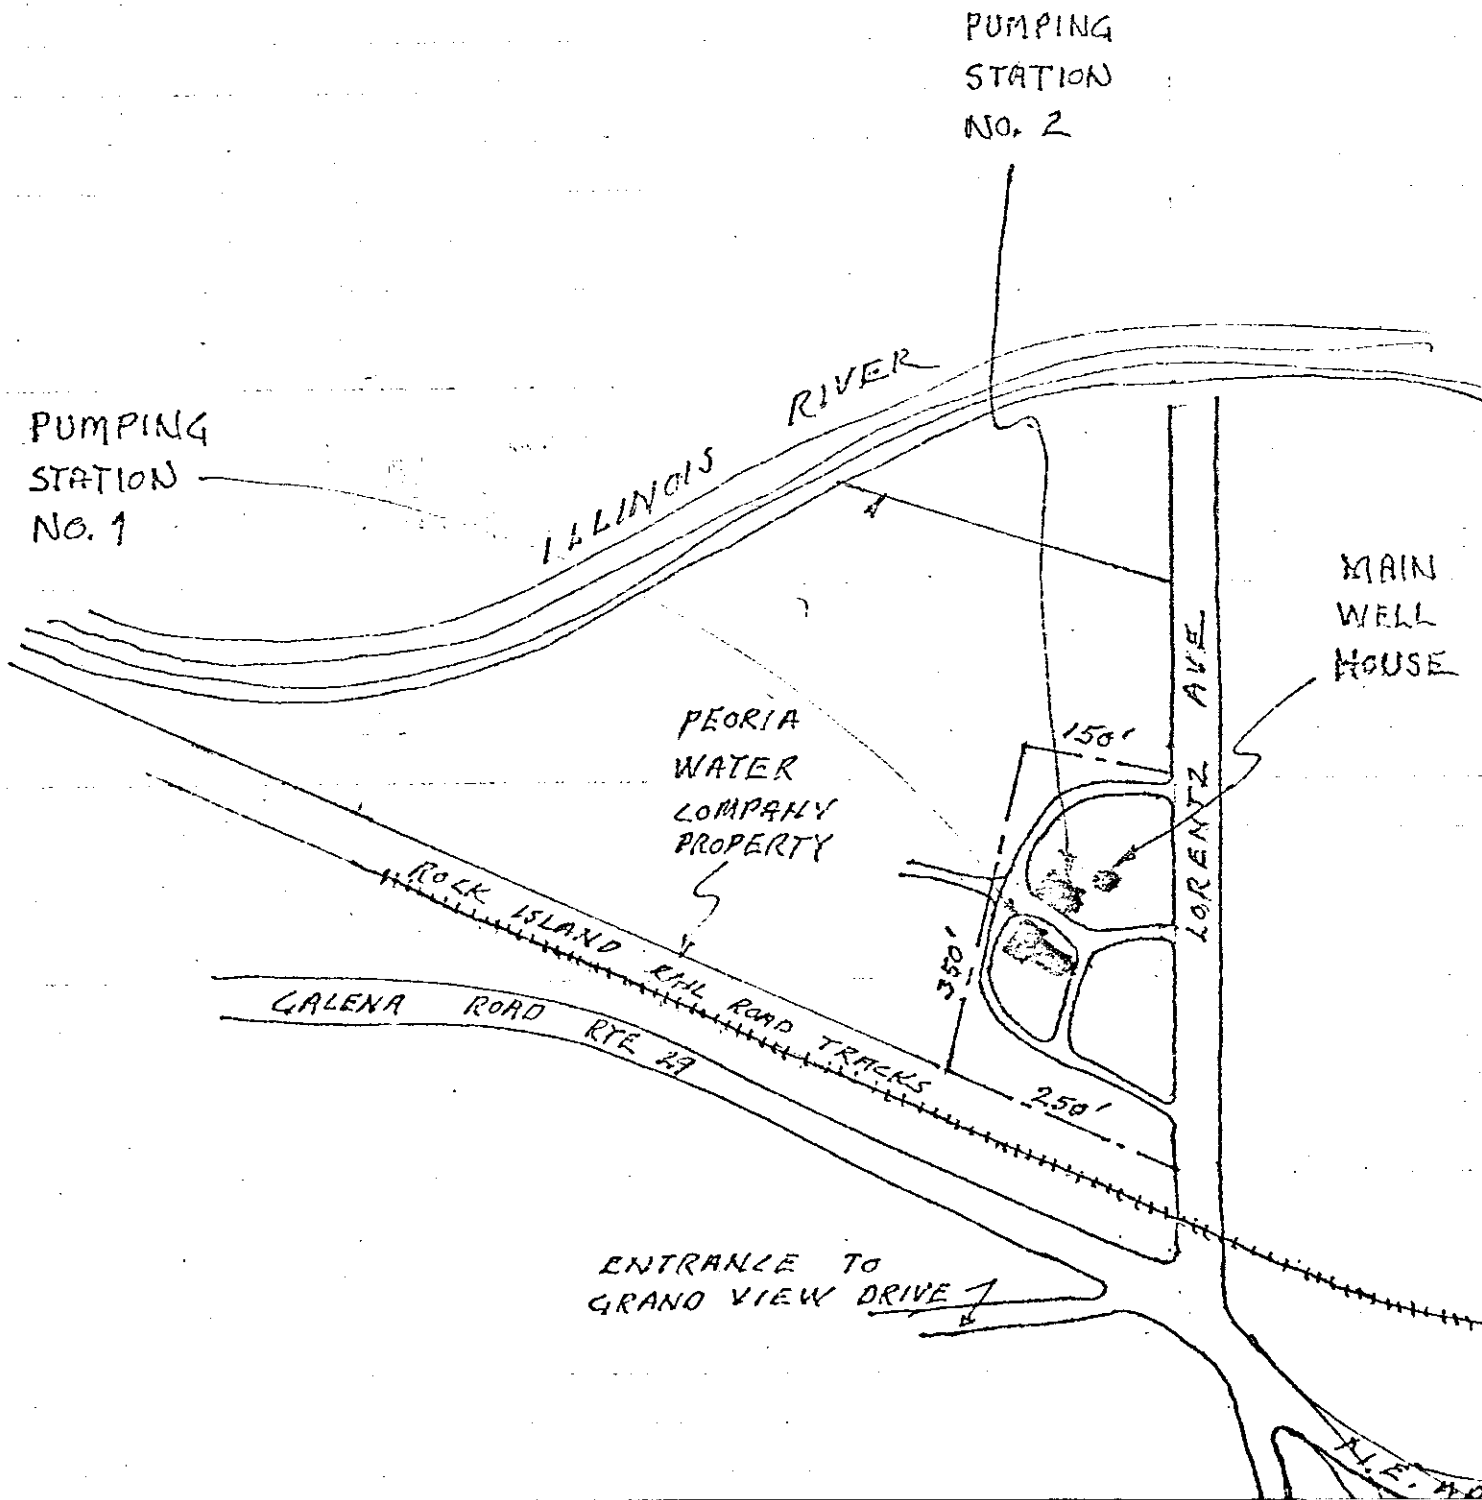 PUMPING
STATION
NO. 2
ILLINOIS RIVER
PUMPING
STATION
NO. 1
MAIN
WELL
HOUSE
LORENTZ AVE
PEORIA
WATER
COMPANY
PROPERTY
150'
350'
250'
ROCK ISLAND RAIL ROAD TRACKS
GALENA ROAD RTE 29
ENTRANCE TO
GRAND VIEW DRIVE
N.E.